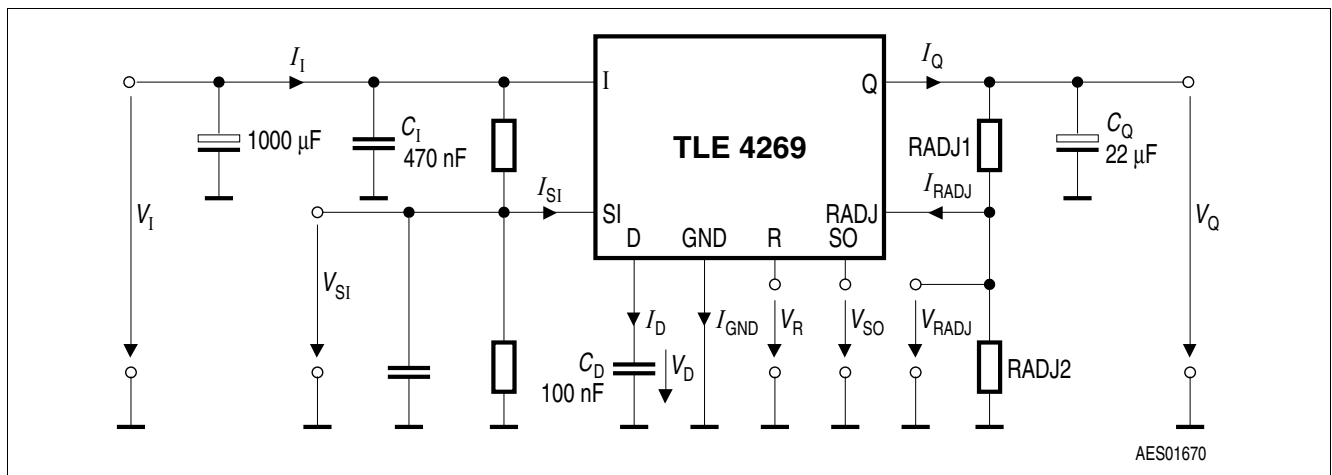 I_I
I_Q
I
Q
1000 µF
C_I
470 nF
TLE 4269
RADJ1
C_Q
22 µF
I_SI
I_RADJ
SI
RADJ
V_I
D
GND
R
SO
V_Q
V_SI
I_D
I_GND
V_R
V_SO
V_RADJ
C_D
100 nF
V_D
RADJ2
AES01670